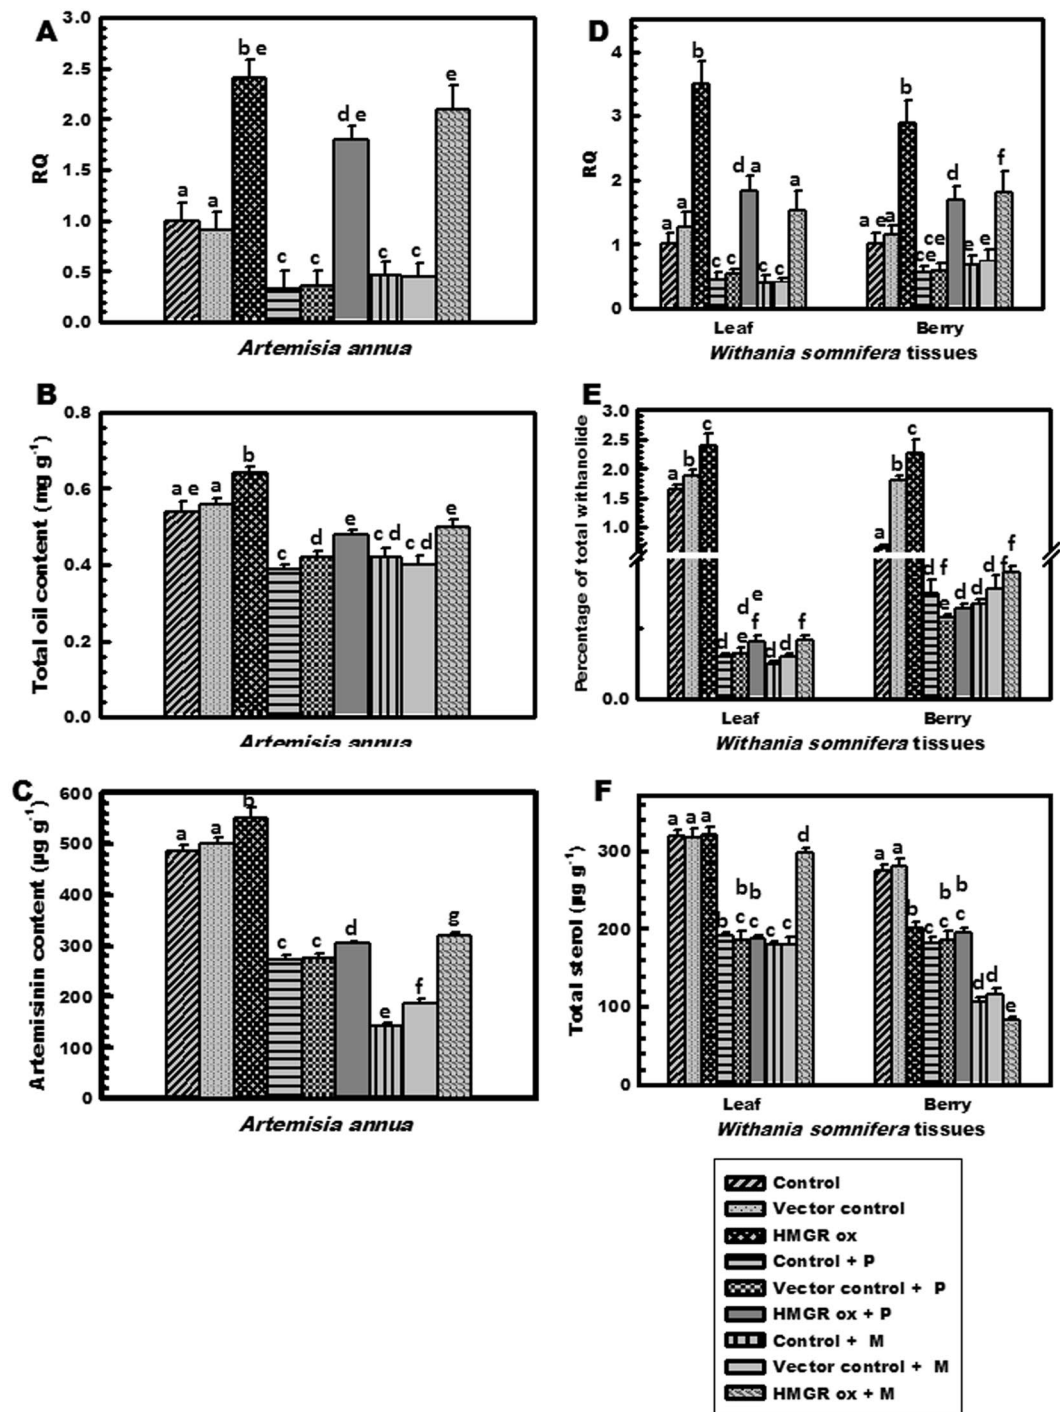 A
RQ
3.0
2.5
2.0
1.5
1.0
0.5
0.0
a
a
b e
c
c
d e
c
c
e
Artemisia annua
B
Total oil content (mg g-1)
0.8
0.6
0.4
0.2
0.0
a e
a
b
c
d
e
c d
c d
e
Artemisia annua
C
Artemisinin content (µg g-1)
600
500
400
300
200
100
0
a
a
b
c
c
d
e
f
g
Artemisia annua
D
RQ
4
3
2
1
0
a
a
b
c
c
d a
c
c
a
a e
a
b
ce
ce
d
e
e
f
Leaf
Berry
Withania somnifera tissues
E
Percentage of total withanolide
3.0
2.5
2.0
1.5
1.0
0.0
a
b
c
d
d e
e f
d
d
f
a
b
c
d f
e
d
d
d f
f
Leaf
Berry
Withania somnifera tissues
F
Total sterol (µg g-1)
300
200
100
0
a
a
a
b
b c
b c
c
c
d
a
a
b
c
b c
b c
d
d
e
Leaf
Berry
Withania somnifera tissues
Control
Vector control
HMGR ox
Control + P
Vector control + P
HMGR ox + P
Control + M
Vector control + M
HMGR ox + M